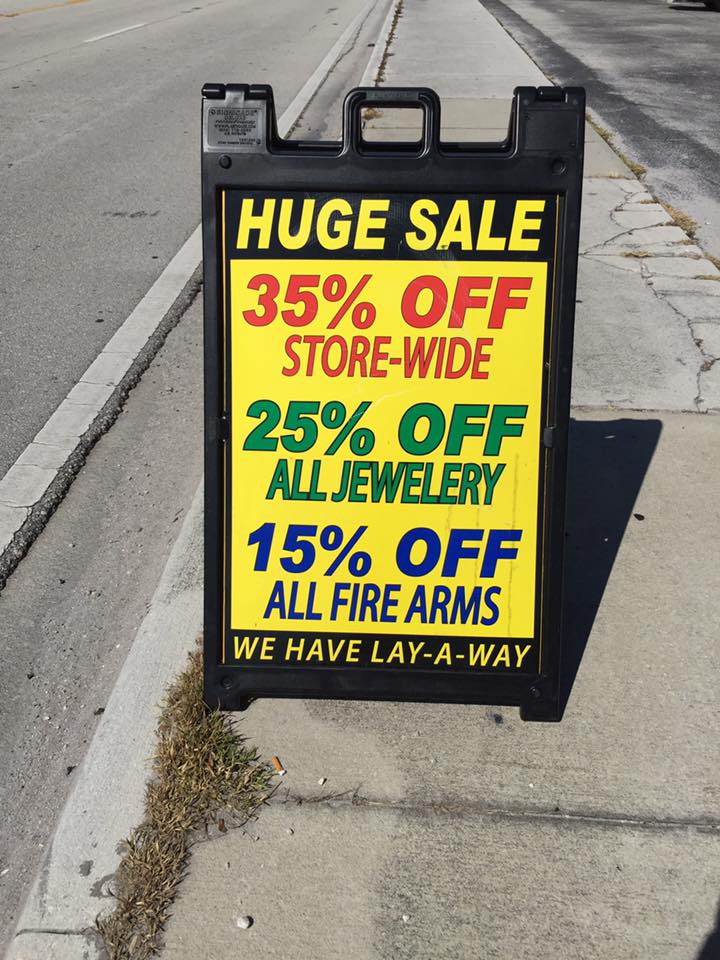 HUGE SALE
35% OFF
STORE-WIDE
25% OFF
ALL JEWELERY
15% OFF
ALL FIRE ARMS
WE HAVE LAY-A-WAY